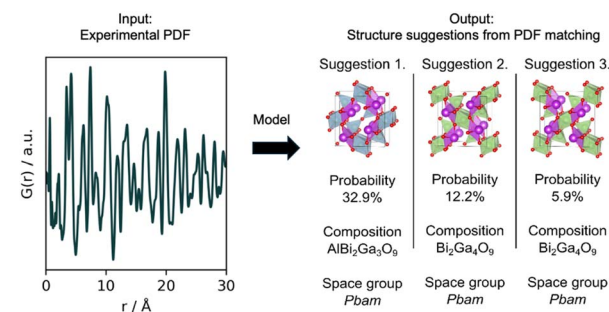 Input:
Experimental PDF
G(r) / a.u.
0
10
20
30
r / Å
Model
Output:
Structure suggestions from PDF matching
Suggestion 1.
Suggestion 2.
Suggestion 3.
Probability
32.9%
Probability
12.2%
Probability
5.9%
Composition
AlBi₂Ga₃O₉
Composition
Bi₂Ga₄O₉
Composition
Bi₂Ga₄O₉
Space group
Pbam
Space group
Pbam
Space group
Pbam